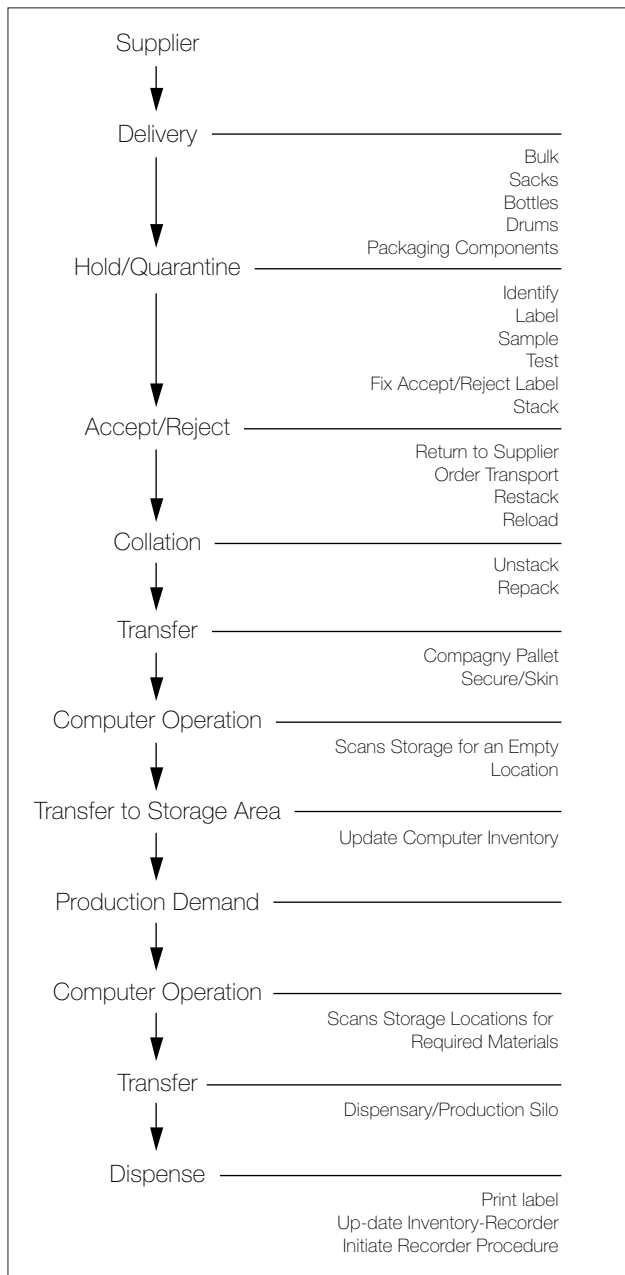 Supplier
Delivery
Bulk
Sacks
Bottles
Drums
Packaging Components
Hold/Quarantine
Identify
Label
Sample
Test
Fix Accept/Reject Label
Stack
Accept/Reject
Return to Supplier
Order Transport
Restack
Reload
Collation
Unstack
Repack
Transfer
Compagny Pallet
Secure/Skin
Computer Operation
Scans Storage for an Empty
Location
Transfer to Storage Area
Update Computer Inventory
Production Demand
Computer Operation
Scans Storage Locations for
Required Materials
Transfer
Dispensary/Production Silo
Dispense
Print label
Up-date Inventory-Recorder
Initiate Recorder Procedure